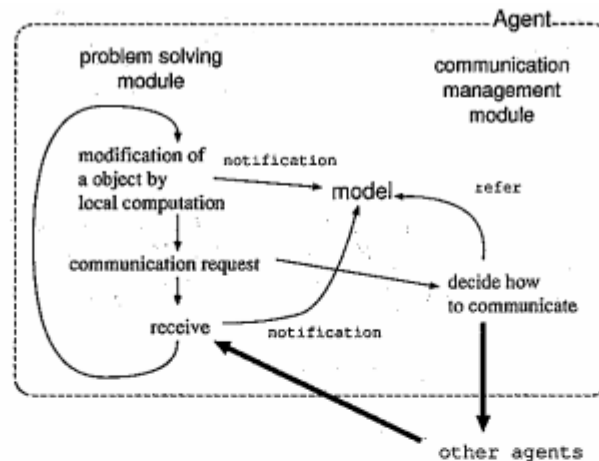 Agent
problem solving
module
communication
management
module
modification of
a object by
local computation
notification
model
refer
communication request
decide how
to communicate
receive
notification
other agents